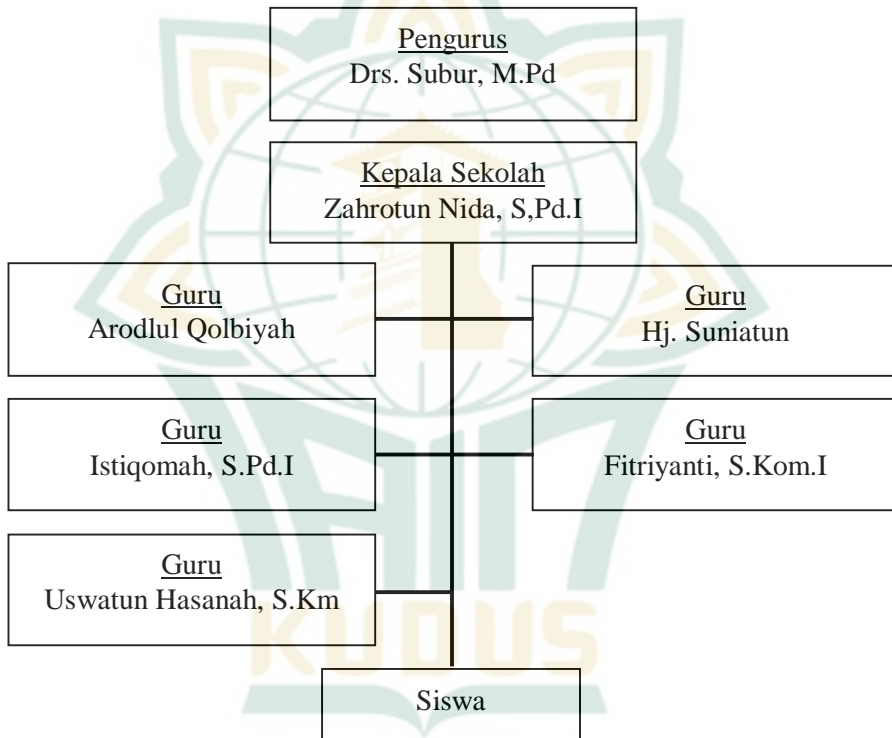 Pengurus
Drs. Subur, M.Pd
Kepala Sekolah
Zahrotun Nida, S,Pd.I
Guru
Arodlul Qolbiyah
Guru
Hj. Suniatun
Guru
Istiqomah, S.Pd.I
Guru
Fitriyanti, S.Kom.I
Guru
Uswatun Hasanah, S.Km
KUDUS
Siswa